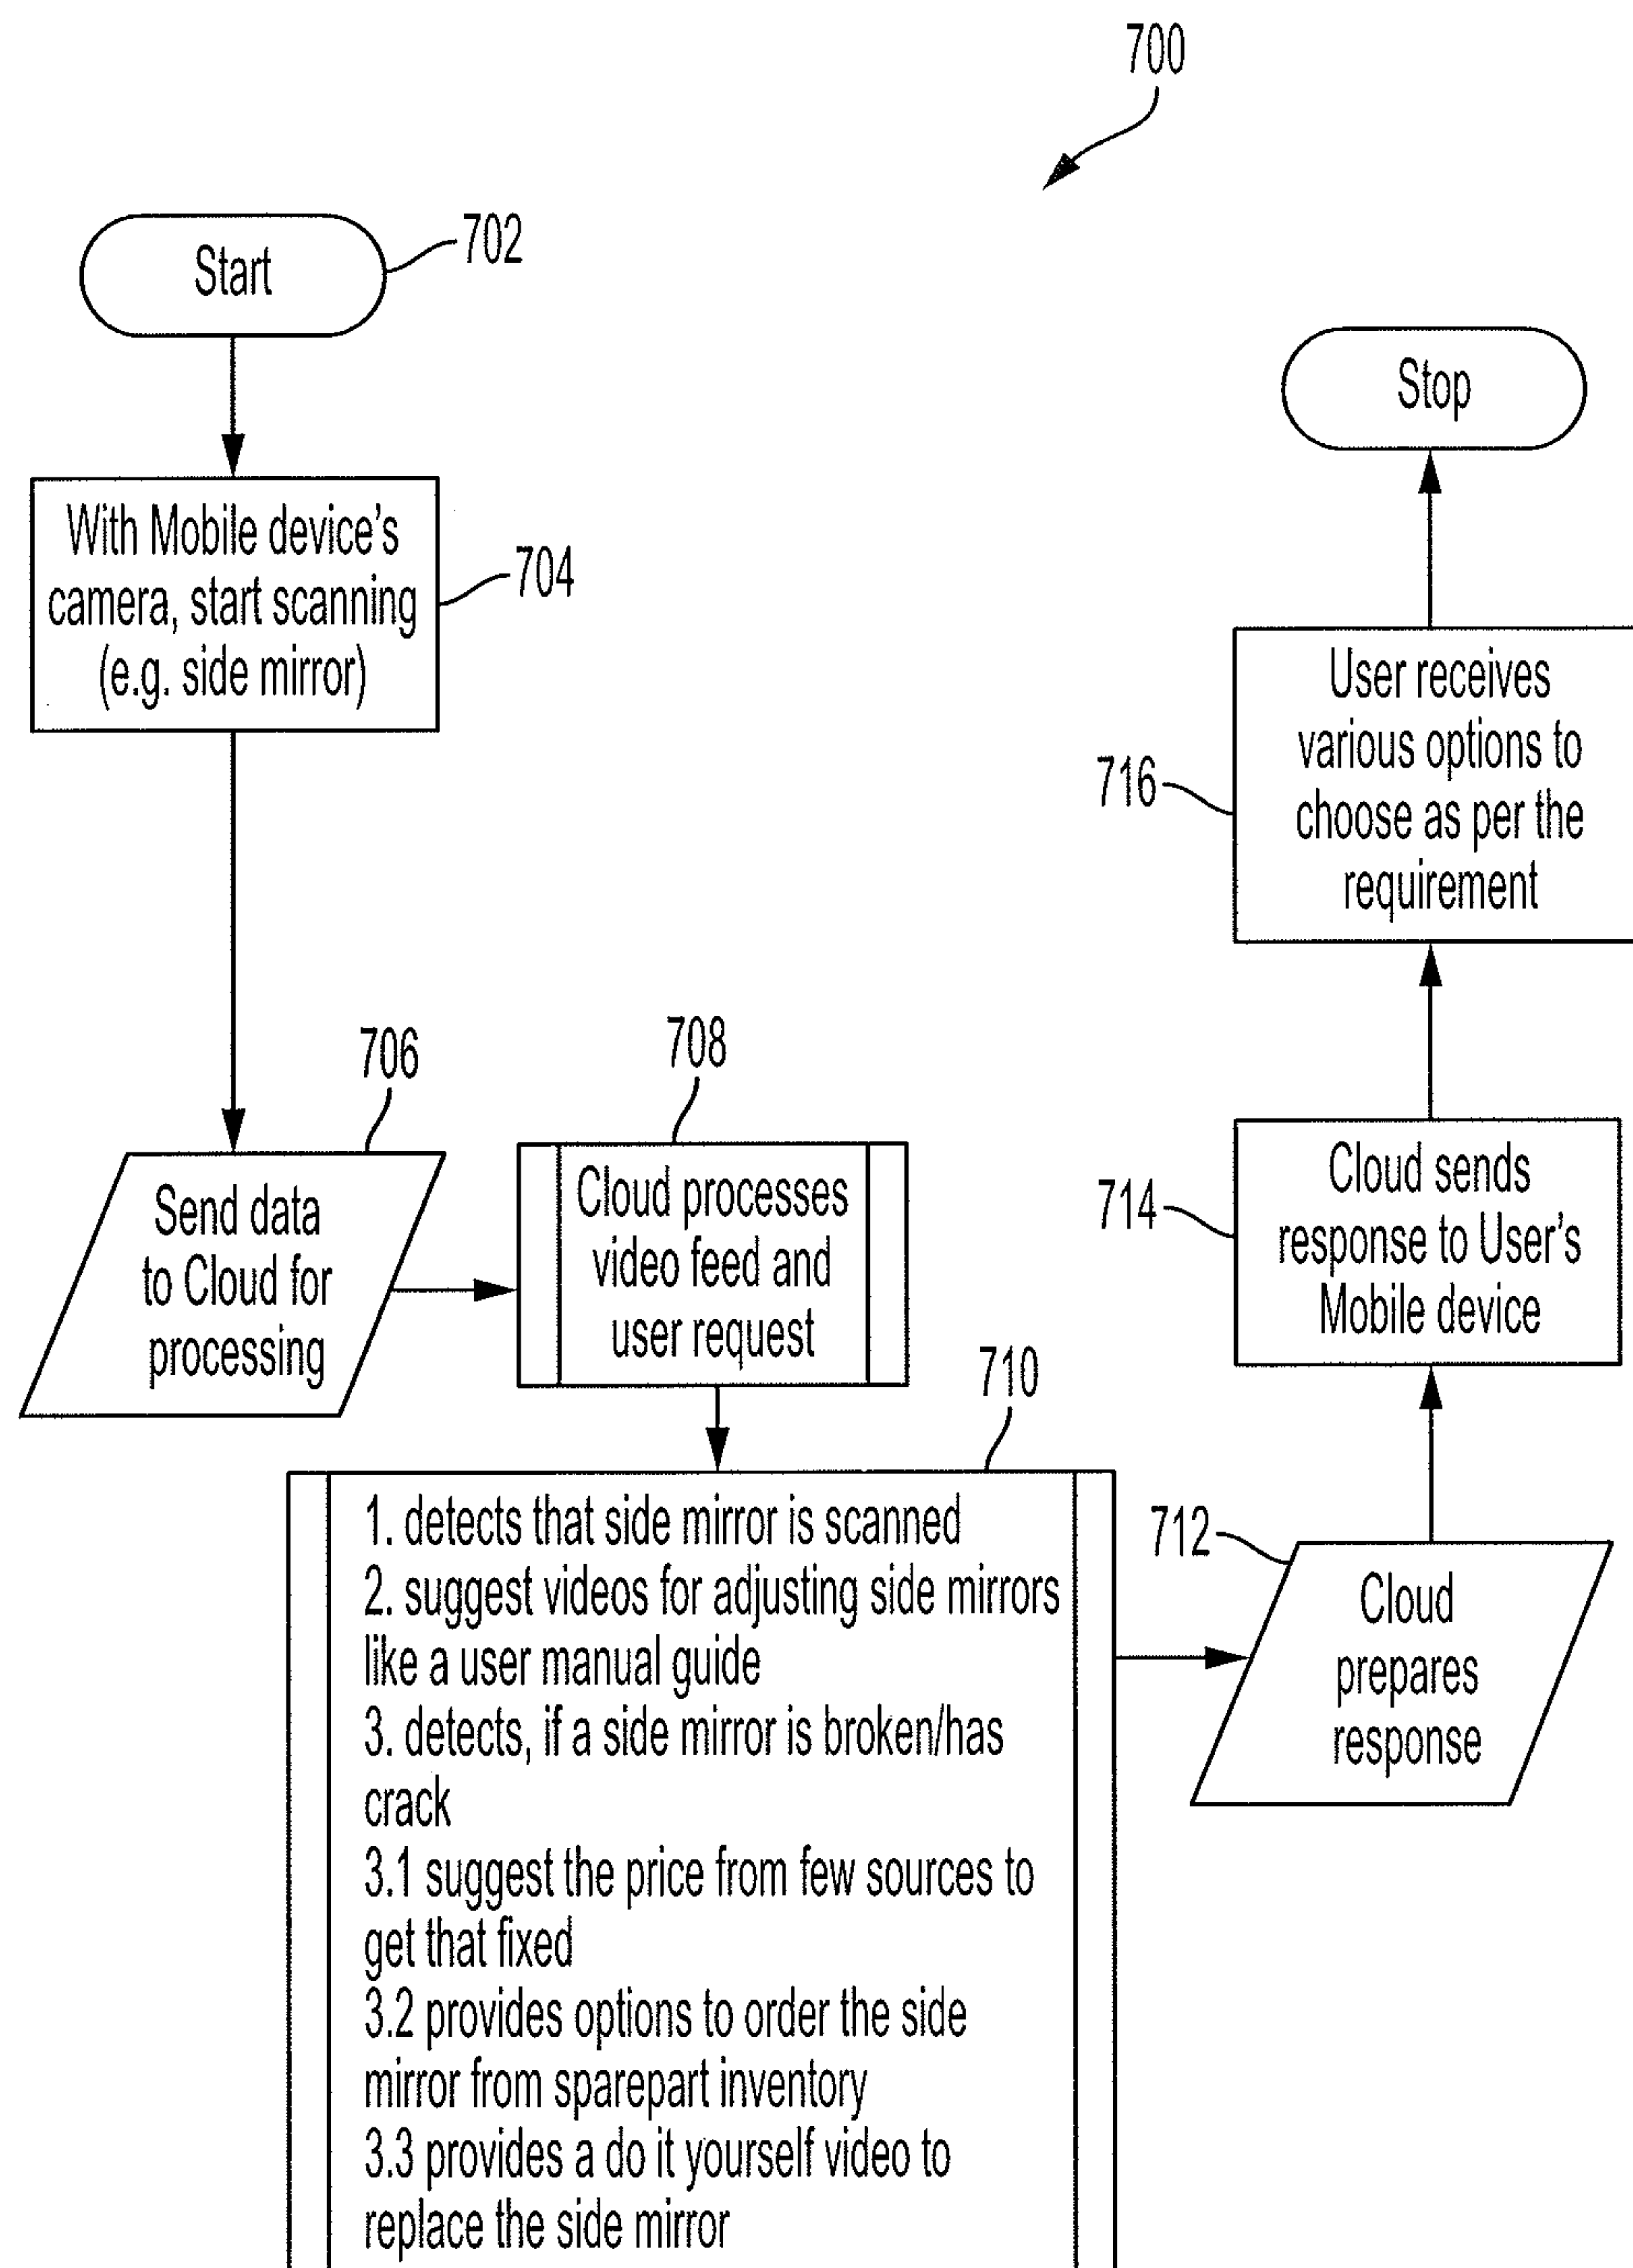 700
Start
702
With Mobile device's
camera, start scanning
(e.g. side mirror)
704
706
Send data
to Cloud for
processing
708
Cloud processes
video feed and
user request
710
1. detects that side mirror is scanned
2. suggest videos for adjusting side mirrors
like a user manual guide
3. detects, if a side mirror is broken/has
crack
3.1 suggest the price from few sources to
get that fixed
3.2 provides options to order the side
mirror from sparepart inventory
3.3 provides a do it yourself video to
replace the side mirror
712
Cloud
prepares
response
714
Cloud sends
response to User's
Mobile device
716
User receives
various options to
choose as per the
requirement
Stop